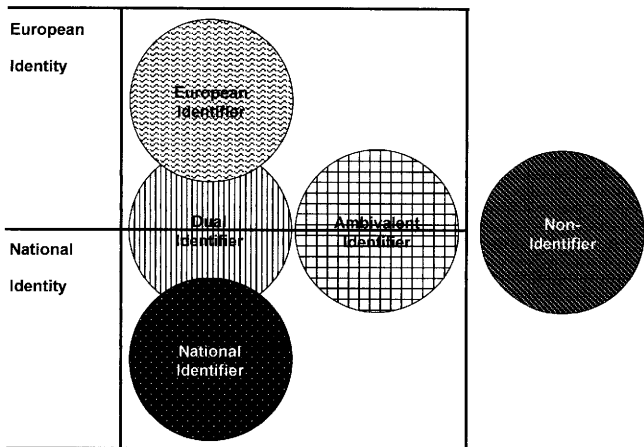 European
Identity
European
Identifier
Dual
Identifier
Ambivalent
Identifier
Non-
Identifier
National
Identity
National
Identifier